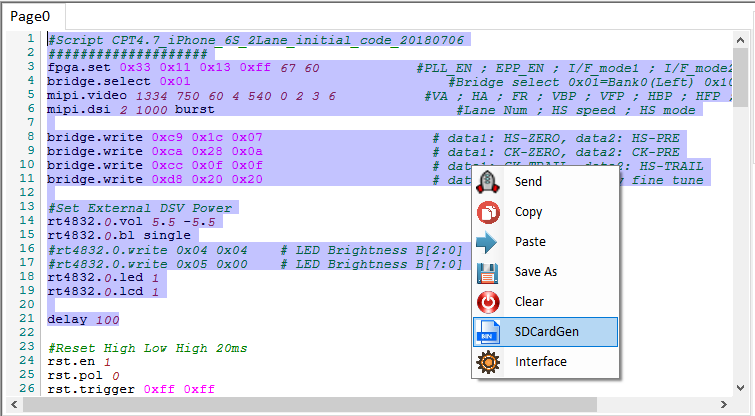 Page0
1 #Script CPT4.7_iPhone_6S_2Lane_initial_code_20180706
2 ####################
3 fpga.set 0x33 0x11 0x13 0xff 67 60 #PLL_EN ; EPP_EN ; I/F_mode1 ; I/F_mode2
4 bridge.select 0x01 #Bridge select 0x01=Bank0(Left) 0x10
5 mipi.video 1334 750 60 4 540 0 2 3 6 #VA ; HA ; FR ; VBP ; VFP ; HBP ; HFP ;
6 mipi.dsi 2 1000 burst #Lane Num ; HS speed ; HS mode
7
8 bridge.write 0xc9 0x1c 0x07 # data1: HS-ZERO, data2: HS-PRE
9 bridge.write 0xca 0x28 0x0a # data1: CK-ZERO, data2: CK-PRE
10 bridge.write 0xcc 0x0f 0x0f # data1: CK-TRAIL, data2: HS-TRAIL
11 bridge.write 0xd8 0x20 0x20 # dat fine tune
12
13 #Set External DSV Power
14 rt4832.0.vol 5.5 -5.5
15 rt4832.0.bl single
16 #rt4832.0.write 0x04 0x04 # LED Brightness B[2:0]
17 #rt4832.0.write 0x05 0x00 # LED Brightness B[7:0]
18 rt4832.0.led 1
19 rt4832.0.lcd 1
20
21 delay 100
22
23 #Reset High Low High 20ms
24 rst.en 1
25 rst.pol 0
26 rst.trigger 0xff 0xff
Send
Copy
Paste
Save As
Clear
BIN SDCardGen
Interface